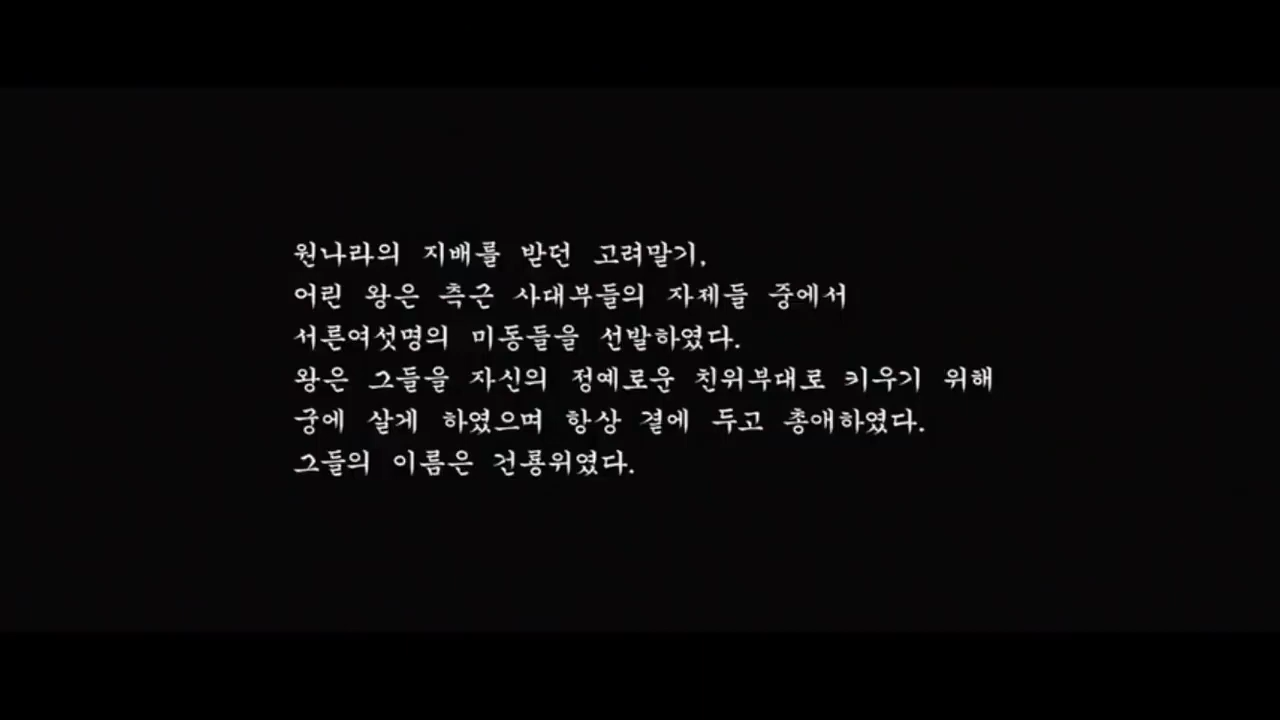 원나라의 지배를 받던 고려말기,
어린 왕은 측근 사대부들의 자제들 중에서
서른여섯명의 미동들을 선발하였다.
왕은 그들을 자신의 정예로운 친위부대로 키우기 위해
궁에 살게 하였으며 항상 곁에 두고 총애하였다.
그들의 이름은 건룡위였다.